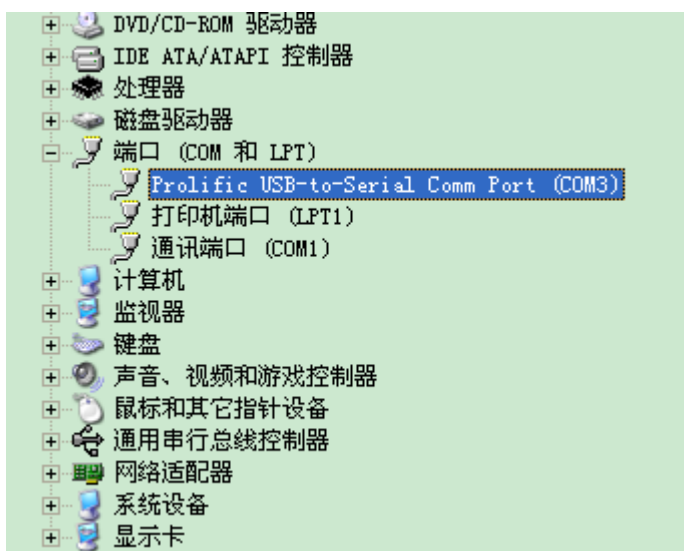 DVD/CD-ROM 驱动器
IDE ATA/ATAPI 控制器
处理器
磁盘驱动器
端口 (COM 和 LPT)
Prolific USB-to-Serial Comm Port (COM3)
打印机端口 (LPT1)
通讯端口 (COM1)
计算机
监视器
键盘
声音、视频和游戏控制器
鼠标和其它指针设备
通用串行总线控制器
网络适配器
系统设备
显示卡